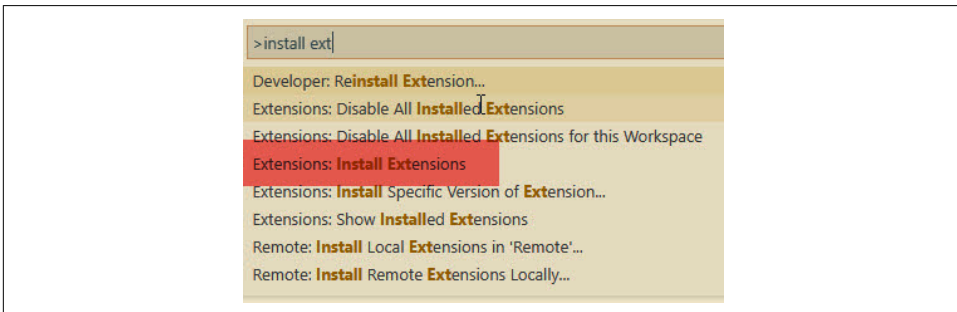 >install ext
Developer: Reinstall Extension...
Extensions: Disable All Installed Extensions
Extensions: Disable All Installed Extensions for this Workspace
Extensions: Install Extensions
Extensions: Install Specific Version of Extension...
Extensions: Show Installed Extensions
Remote: Install Local Extensions in 'Remote'...
Remote: Install Remote Extensions Locally...